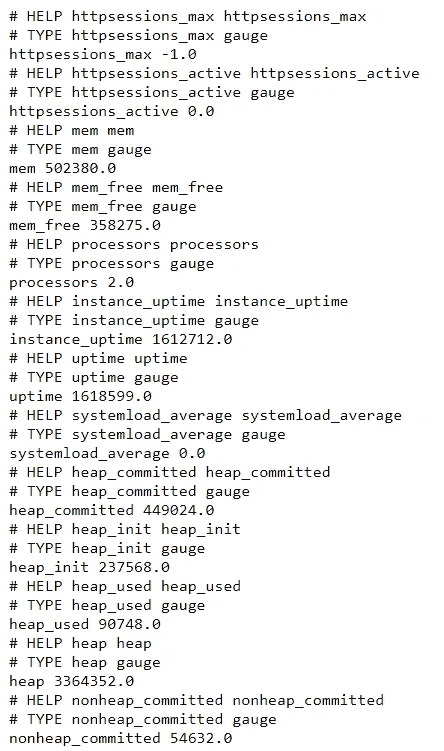 # HELP httpsessions_max httpsessions_max
# TYPE httpsessions_max gauge
httpsessions_max -1.0
# HELP httpsessions_active httpsessions_active
# TYPE httpsessions_active gauge
httpsessions_active 0.0
# HELP mem mem
# TYPE mem gauge
mem 502380.0
# HELP mem_free mem_free
# TYPE mem_free gauge
mem_free 358275.0
# HELP processors processors
# TYPE processors gauge
processors 2.0
# HELP instance_uptime instance_uptime
# TYPE instance_uptime gauge
instance_uptime 1612712.0
# HELP uptime uptime
# TYPE uptime gauge
uptime 1618599.0
# HELP systemload_average systemload_average
# TYPE systemload_average gauge
systemload_average 0.0
# HELP heap_committed heap_committed
# TYPE heap_committed gauge
heap_committed 449024.0
# HELP heap_init heap_init
# TYPE heap_init gauge
heap_init 237568.0
# HELP heap_used heap_used
# TYPE heap_used gauge
heap_used 90748.0
# HELP heap heap
# TYPE heap gauge
heap 3364352.0
# HELP nonheap_committed nonheap_committed
# TYPE nonheap_committed gauge
nonheap_committed 54632.0